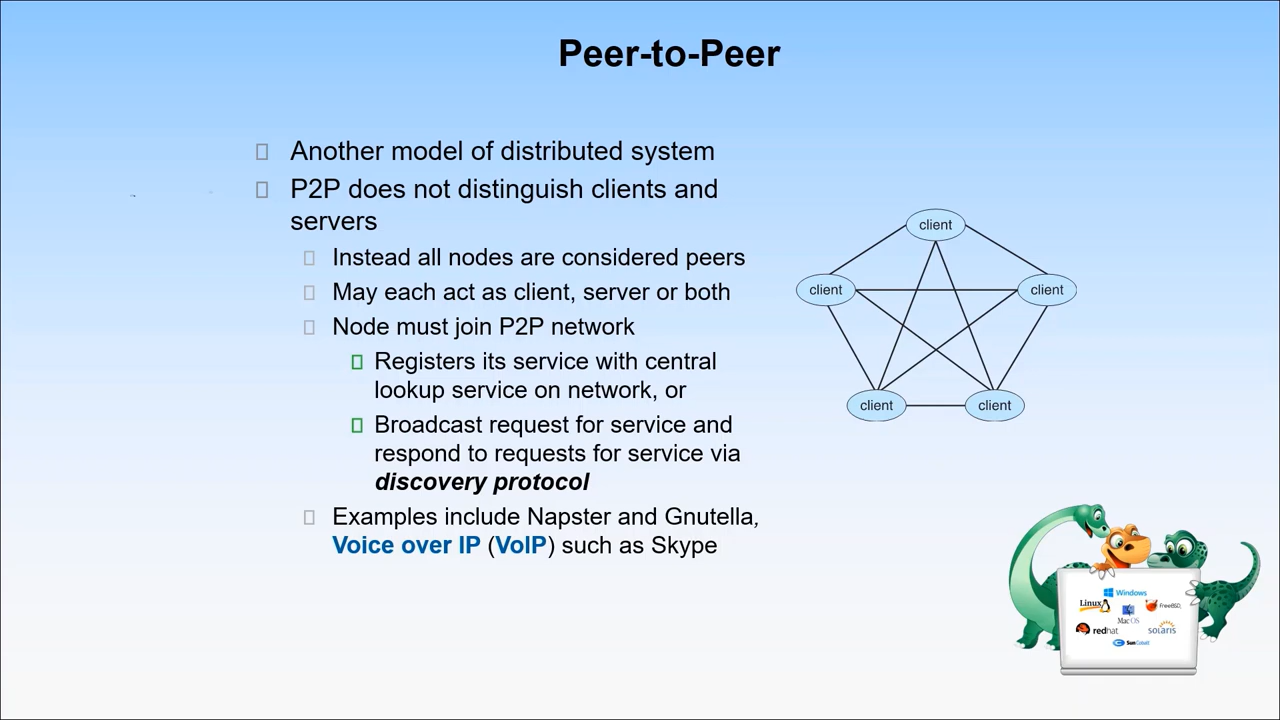 Peer-to-Peer
Another model of distributed system
P2P does not distinguish clients and
servers
Instead all nodes are considered peers
May each act as client, server or both
Node must join P2P network
Registers its service with central
lookup service on network, or
Broadcast request for service and
respond to requests for service via
discovery protocol
Examples include Napster and Gnutella,
Voice over IP (VoIP) such as Skype
client
client
client
client
client
Windows
Linux
FreeBSD
Mac OS
redhat
solaris
Sun Cobalt